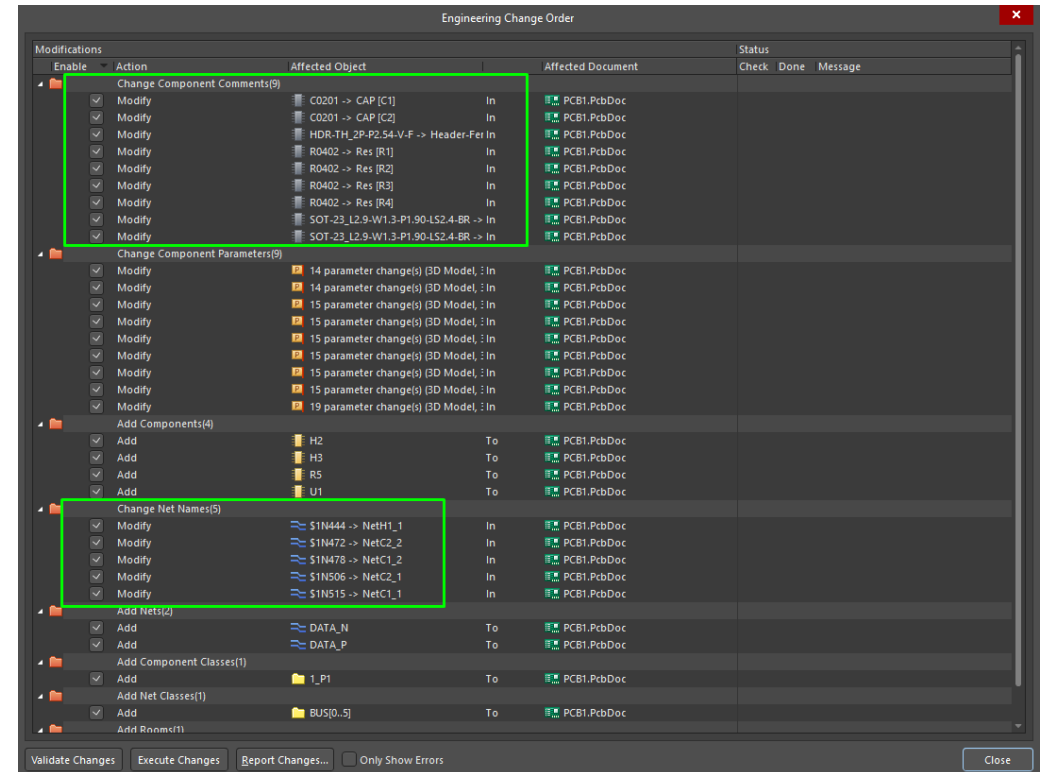 Engineering Change Order
Modifications Status
Enable Action Affected Object Affected Document Check Done Message
Change Component Comments(9)
Modify C0201 -> CAP [C1] In PCB1.PcbDoc
Modify C0201 -> CAP [C2] In PCB1.PcbDoc
Modify HDR-TH_2P-P2.54-V-F -> Header-Fer In PCB1.PcbDoc
Modify R0402 -> Res [R1] In PCB1.PcbDoc
Modify R0402 -> Res [R2] In PCB1.PcbDoc
Modify R0402 -> Res [R3] In PCB1.PcbDoc
Modify R0402 -> Res [R4] In PCB1.PcbDoc
Modify SOT-23_L2.9-W1.3-P1.90-LS2.4-BR -> In PCB1.PcbDoc
Modify SOT-23_L2.9-W1.3-P1.90-LS2.4-BR -> In PCB1.PcbDoc
Change Component Parameters(9)
Modify 14 parameter change(s) (3D Model, In PCB1.PcbDoc
Modify 14 parameter change(s) (3D Model, In PCB1.PcbDoc
Modify 15 parameter change(s) (3D Model, In PCB1.PcbDoc
Modify 15 parameter change(s) (3D Model, In PCB1.PcbDoc
Modify 15 parameter change(s) (3D Model, In PCB1.PcbDoc
Modify 15 parameter change(s) (3D Model, In PCB1.PcbDoc
Modify 15 parameter change(s) (3D Model, In PCB1.PcbDoc
Modify 15 parameter change(s) (3D Model, In PCB1.PcbDoc
Modify 19 parameter change(s) (3D Model, In PCB1.PcbDoc
Add Components(4)
Add H2 To PCB1.PcbDoc
Add H3 To PCB1.PcbDoc
Add R5 To PCB1.PcbDoc
Add U1 To PCB1.PcbDoc
Change Net Names(5)
Modify $1N444 -> NetH1_1 In PCB1.PcbDoc
Modify $1N472 -> NetC2_2 In PCB1.PcbDoc
Modify $1N478 -> NetC1_2 In PCB1.PcbDoc
Modify $1N506 -> NetC2_1 In PCB1.PcbDoc
Modify $1N515 -> NetC1_1 In PCB1.PcbDoc
Add Nets(2)
Add DATA_N To PCB1.PcbDoc
Add DATA_P To PCB1.PcbDoc
Add Component Classes(1)
Add 1_P1 To PCB1.PcbDoc
Add Net Classes(1)
Add BUS[0..5] To PCB1.PcbDoc
Add Rooms(1)
Validate Changes Execute Changes Report Changes... Only Show Errors Close